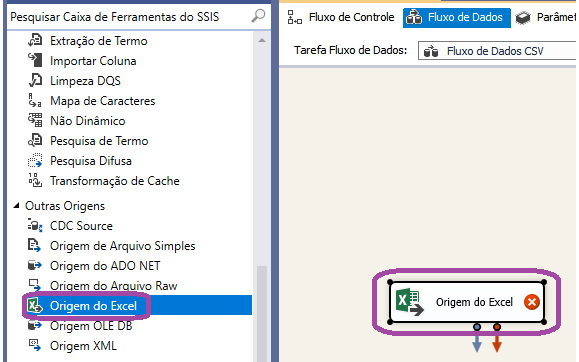 Pesquisar Caixa de Ferramentas do SSIS
Extração de Termo
Importar Coluna
Limpeza DQS
Mapa de Caracteres
Não Dinâmico
Pesquisa de Termo
Pesquisa Difusa
Transformação de Cache
Outras Origens
CDC Source
Origem de Arquivo Simples
Origem do ADO NET
Origem do Arquivo Raw
Origem do Excel
Origem OLE DB
Origem XML
Fluxo de Controle
Fluxo de Dados
Parâme
Tarefa Fluxo de Dados:
Fluxo de Dados CSV
Origem do Excel